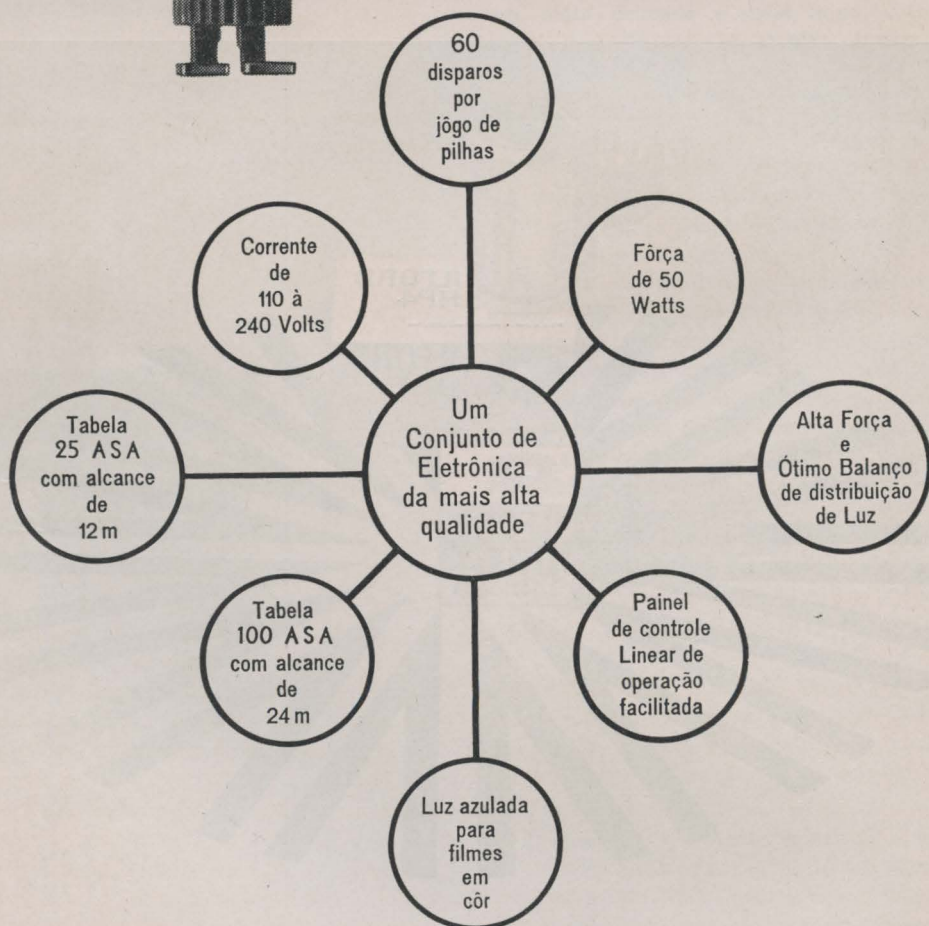 60
disparos
por
jôgo de
pilhas
Corrente
de
110 à
240 Volts
Fôrça
de 50
Watts
Tabela
25 ASA
com alcance
de
12 m
Um
Conjunto de
Eletrônica
da mais alta
qualidade
Alta Força
e
Ótimo Balanço
de distribuição
de Luz
Tabela
100 ASA
com alcance
de
24 m
Painel
de controle
Linear de
operação
facilitada
Luz azulada
para
filmes
em
côr